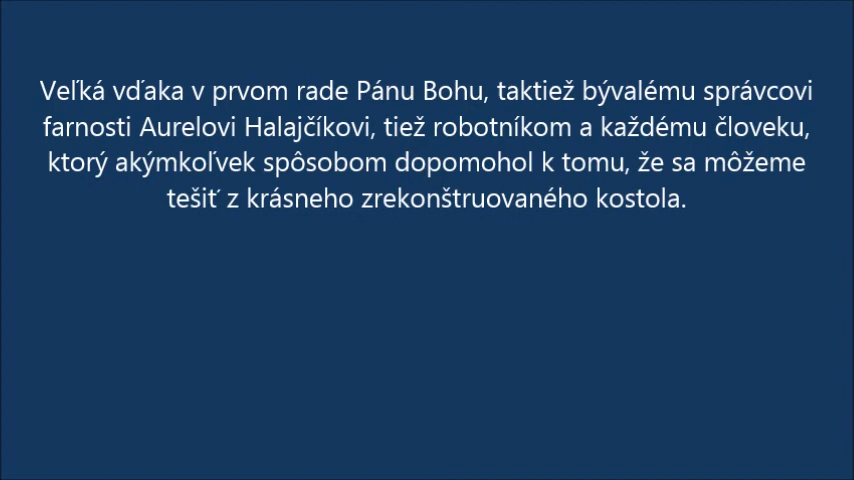 Veľká vďaka v prvom rade Pánu Bohu, taktiež bývalému správcovi
farnosti Aurelovi Halajčíkovi, tiež robotníkom a každému človeku,
ktorý akýmkoľvek spôsobom dopomohol k tomu, že sa môžeme
tešiť z krásneho zrekonštruovaného kostola.